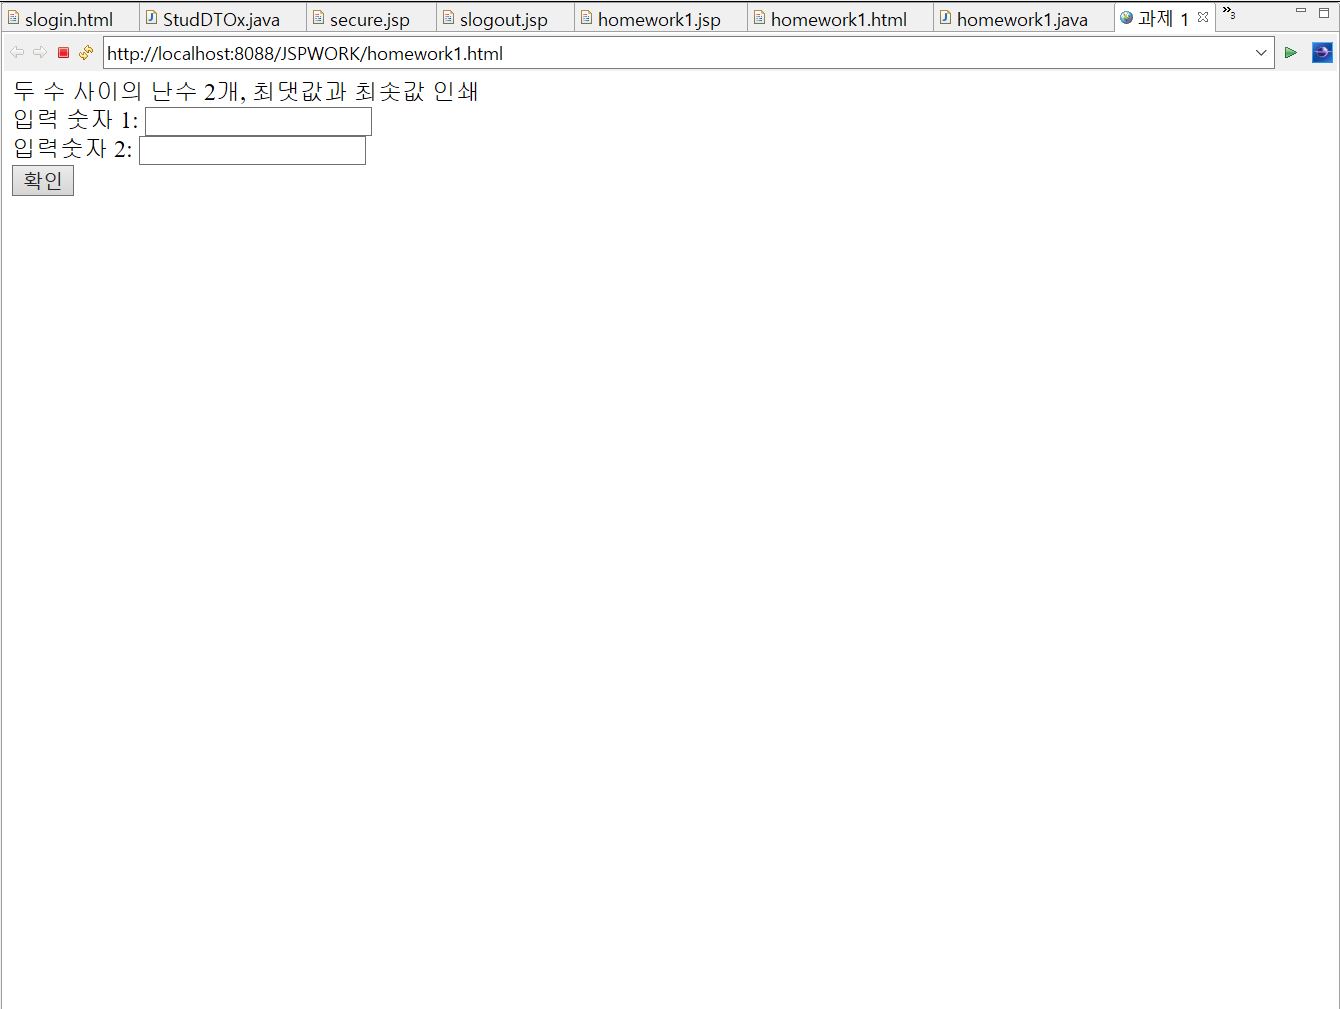 slogin.html StudDTOx.java secure.jsp slogout.jsp homework1.jsp homework1.html homework1.java 과제 1 »3
http://localhost:8088/JSPWORK/homework1.html
두 수 사이의 난수 2개, 최댓값과 최솟값 인쇄
입력 숫자 1:
입력숫자 2:
확인